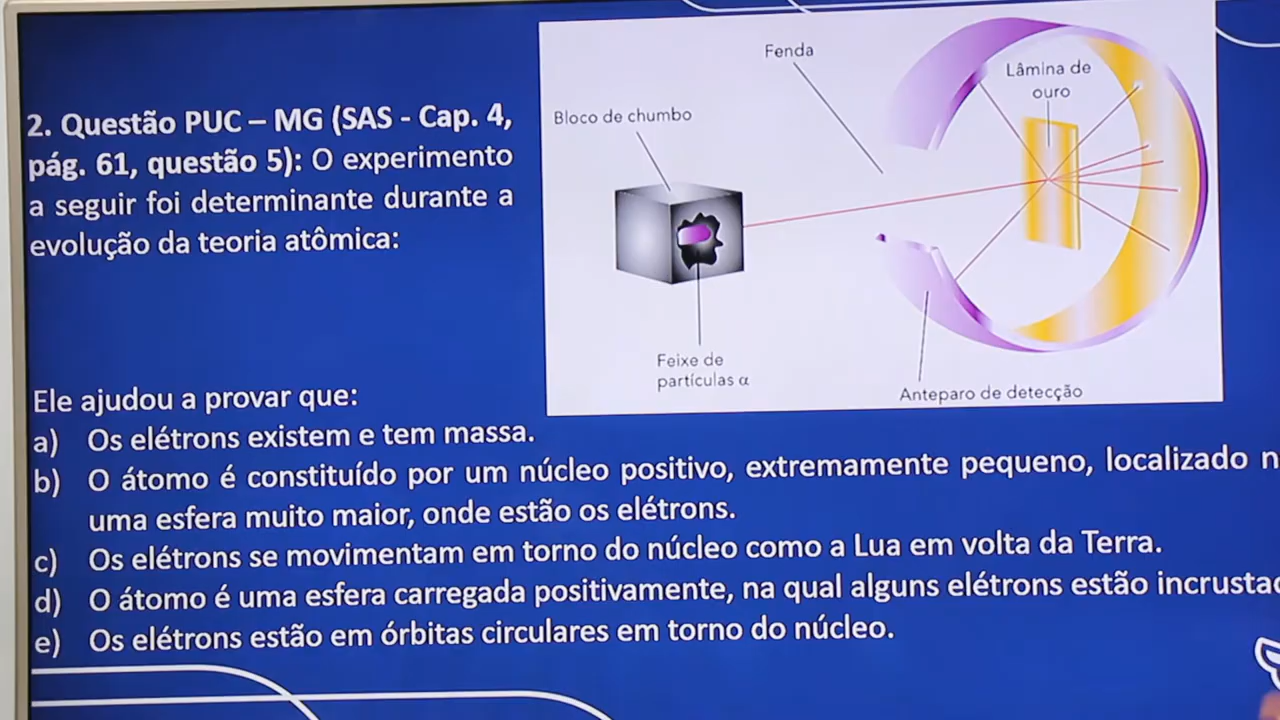 2. Questão PUC – MG (SAS - Cap. 4,
pág. 61, questão 5): O experimento
a seguir foi determinante durante a
evolução da teoria atômica:
Fenda
Lâmina de
ouro
Bloco de chumbo
Feixe de
partículas α
Anteparo de detecção
Ele ajudou a provar que:
a) Os elétrons existem e tem massa.
b) O átomo é constituído por um núcleo positivo, extremamente pequeno, localizado
uma esfera muito maior, onde estão os elétrons.
c) Os elétrons se movimentam em torno do núcleo como a Lua em volta da Terra.
d) O átomo é uma esfera carregada positivamente, na qual alguns elétrons estão
e) Os elétrons estão em órbitas circulares em torno do núcleo.